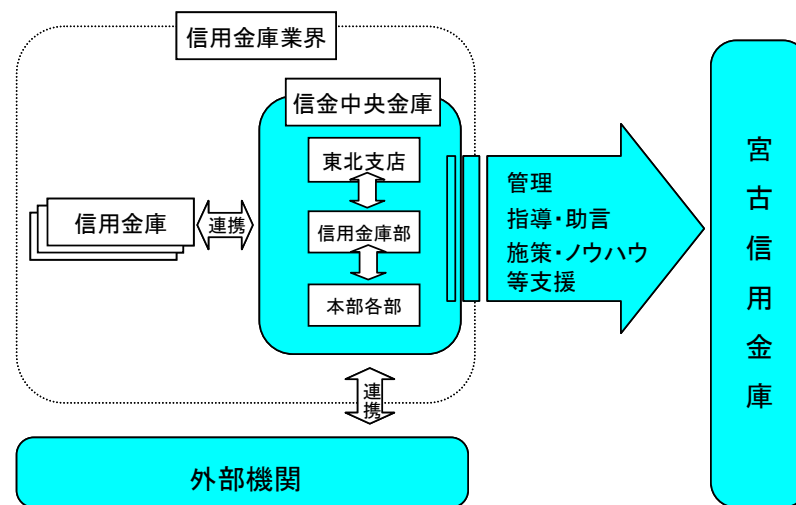 信用金庫業界
信金中央金庫
東北支店
信用金庫部
本部各部
信用金庫
連携
管理
指導・助言
施策・ノウハウ
等支援
宮古信用金庫
連携
外部機関